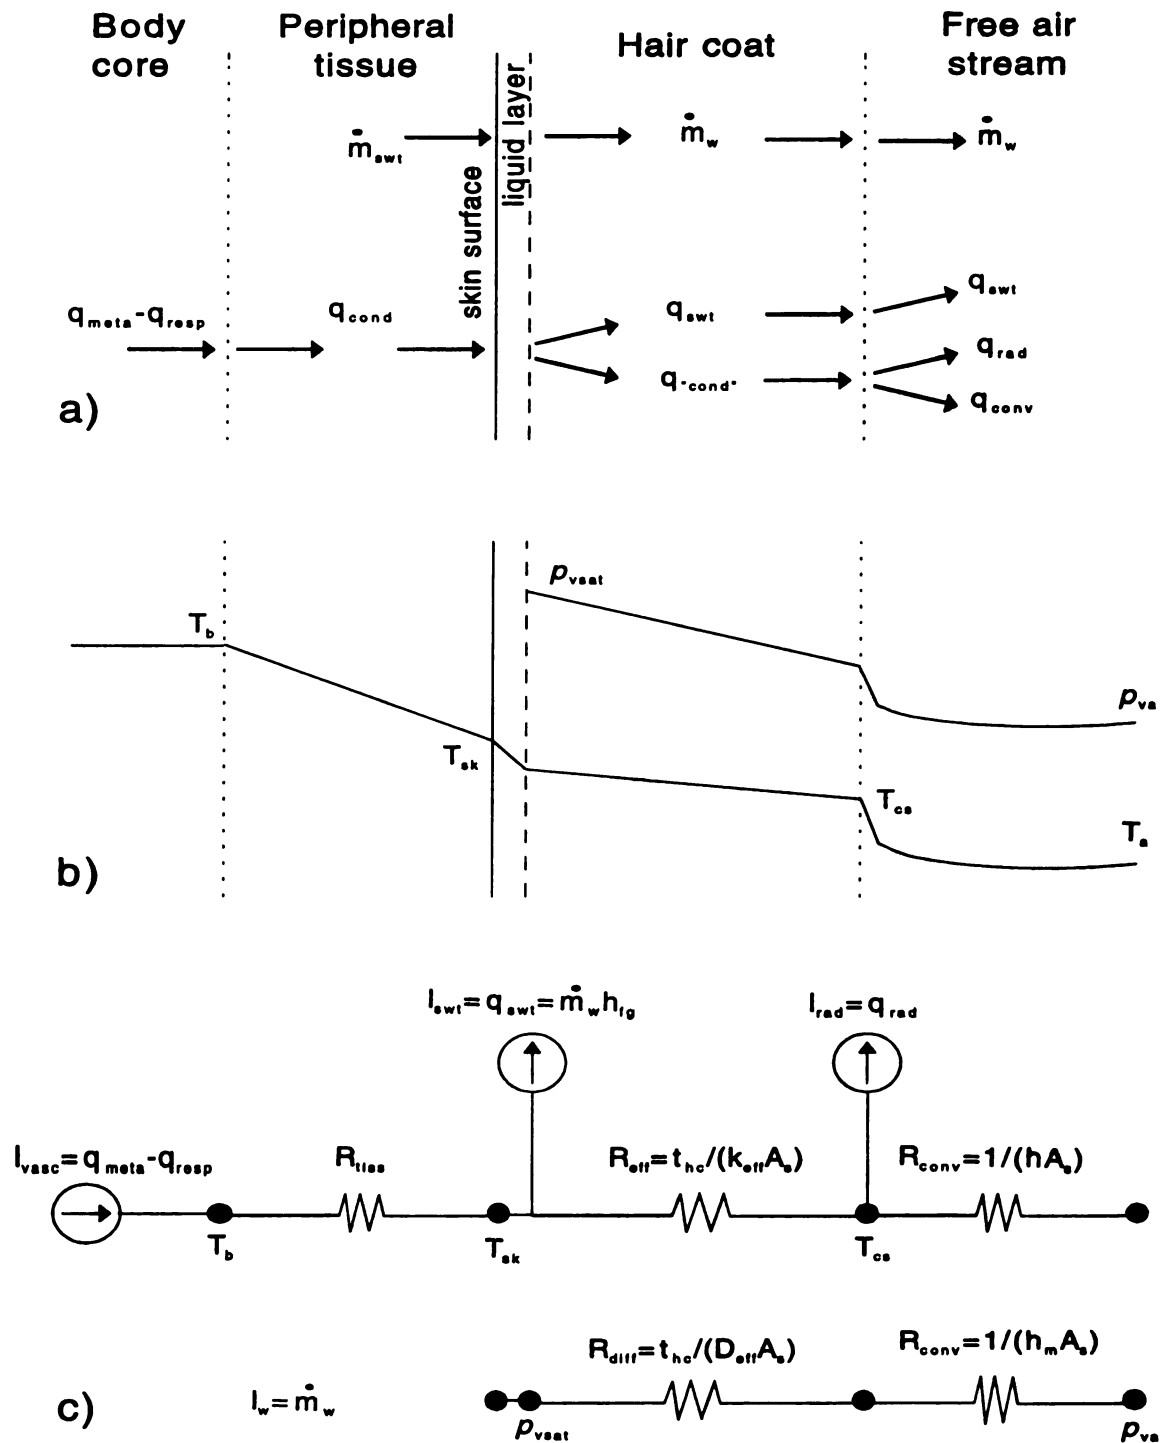 Body core
Peripheral tissue
Hair coat
Free air stream
skin surface
liquid layer
ṁswt
ṁw
ṁw
qmeta-qresp
qcond
qswt
q"cond"
qswt
qrad
qconv
a)
Tb
Tsk
pvsat
Tcs
pva
Ta
b)
Iswt=qswt=ṁwhfg
Irad=qrad
Ivasc=qmeta-qresp
Rtiss
Reff=thc/(keffAs)
Rconv=1/(hAs)
Tb
Tsk
Tcs
Rdiff=thc/(DeffAs)
Rconv=1/(hmAs)
c)
Iw=ṁw
pvsat
pva